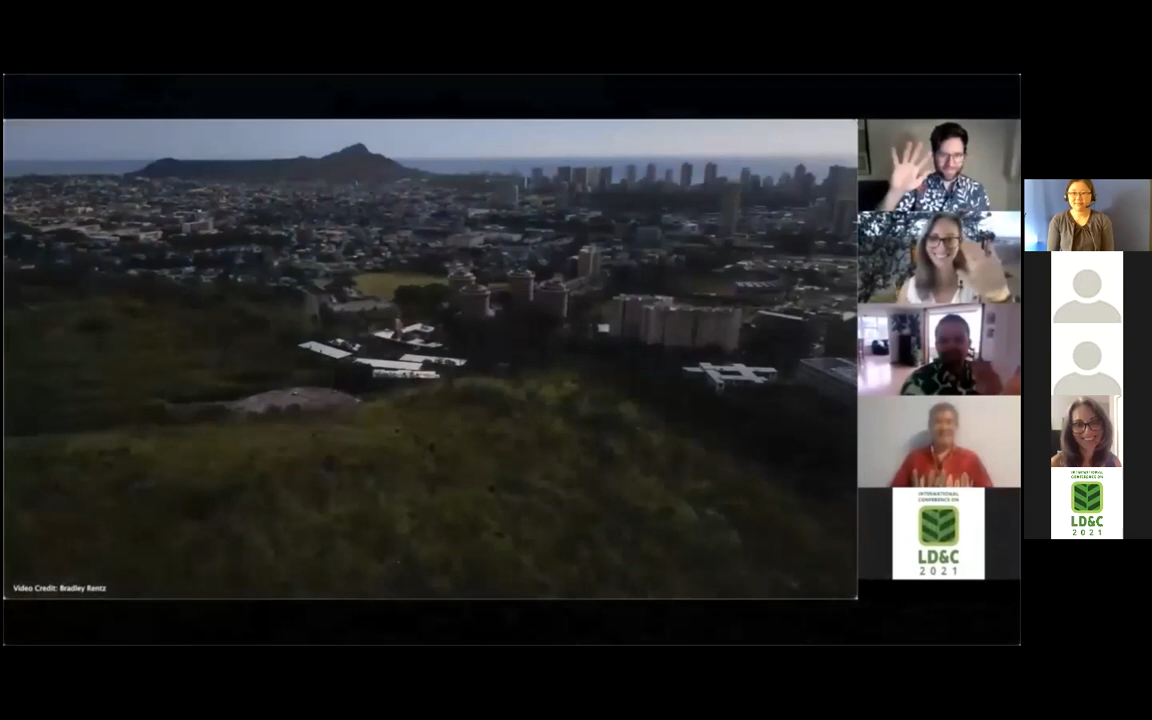 Video Credit: Bradley Rentz
INTERNATIONAL
CONFERENCE ON
LD&C
2021
INTERNATIONAL
CONFERENCE ON
LD&C
2021